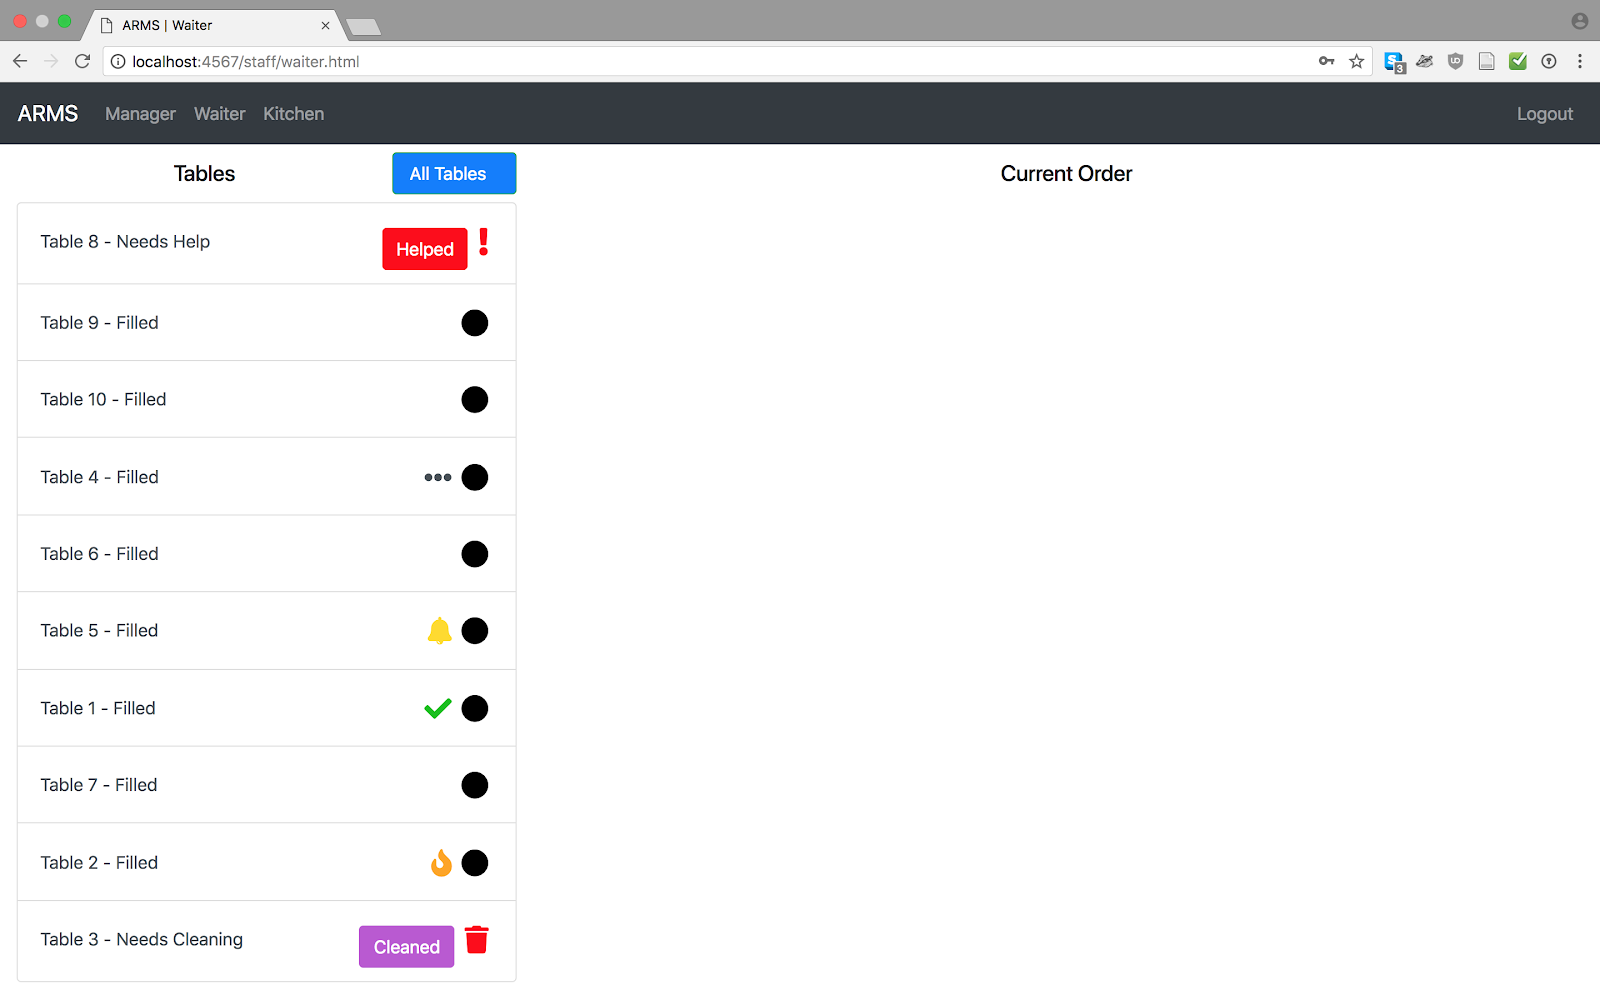 ARMS | Waiter
localhost:4567/staff/waiter.html
3
ARMS Manager Waiter Kitchen Logout
Tables All Tables Current Order
Table 8 - Needs Help Helped
Table 9 - Filled
Table 10 - Filled
Table 4 - Filled
Table 6 - Filled
Table 5 - Filled
Table 1 - Filled
Table 7 - Filled
Table 2 - Filled
Table 3 - Needs Cleaning Cleaned